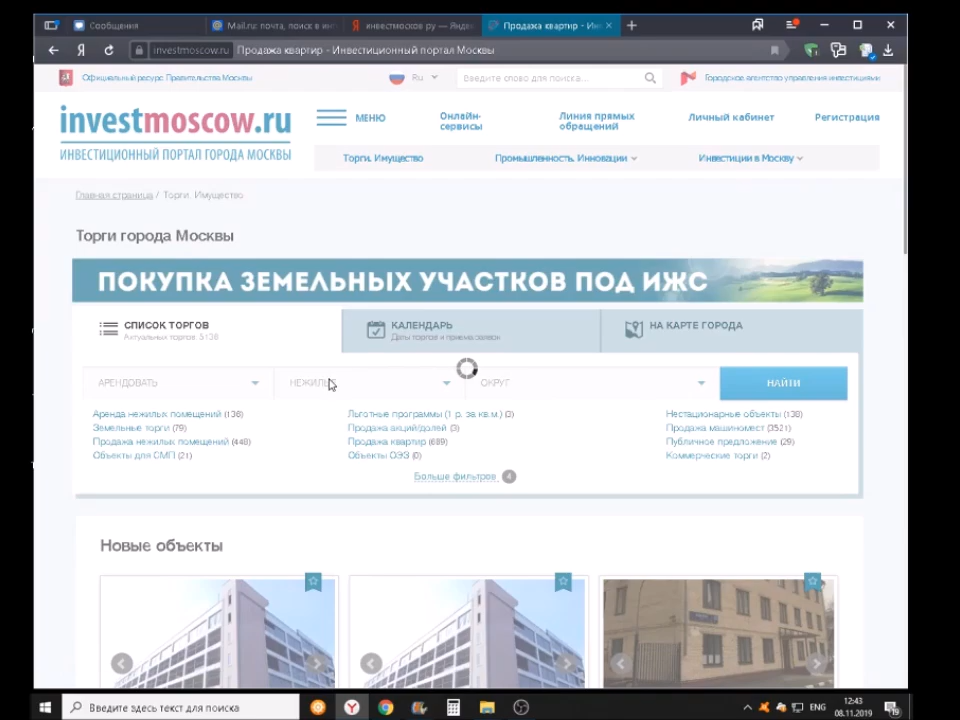 Сообщения
Mail.ru: почта, поиск в инт
инвестмосков ру — Янде
Продажа квартир - Инв
investmoscow.ru
Продажа квартир - Инвестиционный портал Москвы
Официальный ресурс Правительства Москвы
Ru
Введите слово для поиска...
Городское агентство управления инвестициями
investmoscow.ru
ИНВЕСТИЦИОННЫЙ ПОРТАЛ ГОРОДА МОСКВЫ
МЕНЮ
Онлайн-
сервисы
Линия прямых
обращений
Личный кабинет
Регистрация
Торги. Имущество
Промышленность. Инновации
Инвестиции в Москву
Главная страница / Торги. Имущество
Торги города Москвы
ПОКУПКА ЗЕМЕЛЬНЫХ УЧАСТКОВ ПОД ИЖС
СПИСОК ТОРГОВ
Актуальных торгов: 5138
КАЛЕНДАРЬ
Даты торгов и приема заявок
НА КАРТЕ ГОРОДА
АРЕНДОВАТЬ
ОКРУГ
НАЙТИ
Аренда нежилых помещений (138)
Льготные программы (1 р. за кв.м.) (3)
Нестационарные объекты (138)
Земельные торги (79)
Продажа акций/долей (3)
Продажа машиномест (3521)
Продажа нежилых помещений (448)
Продажа квартир (689)
Публичное предложение (29)
Объекты для СМП (21)
Объекты ОЭЗ (0)
Коммерческие торги (2)
Больше фильтров 4
Новые объекты
Введите здесь текст для поиска
ENG
12:43
08.11.2019